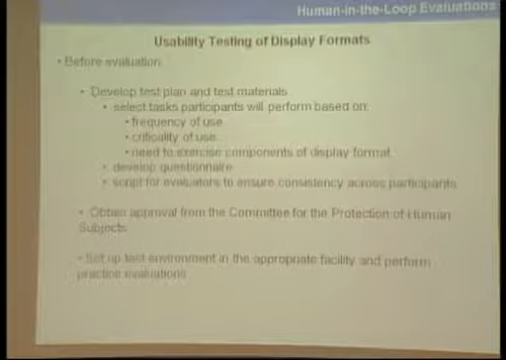 Human-in-the-Loop Evaluations
Usability Testing of Display Formats
• Before evaluation
• Develop test plan and test materials
• select tasks participants will perform based on:
• frequency of use
• criticality of use
• need to exercise components of display format
• develop questionnaire
• script for evaluators to ensure consistency across participants
• Obtain approval from the Committee for the Protection of Human
Subjects
• Set up test environment in the appropriate facility and perform
practice evaluations